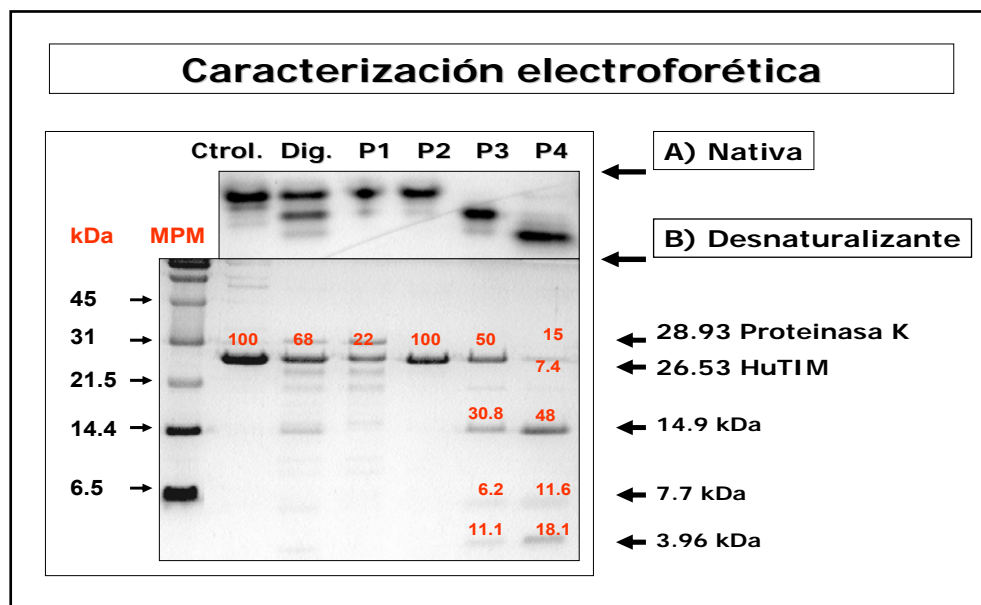 Caracterización electroforética
Ctrol. Dig. P1 P2 P3 P4
A) Nativa
kDa MPM
B) Desnaturalizante
45
31 100 68 22 100 50 15 28.93 Proteinasa K
7.4 26.53 HuTIM
21.5
30.8 48
14.4 14.9 kDa
6.5 6.2 11.6 7.7 kDa
11.1 18.1 3.96 kDa